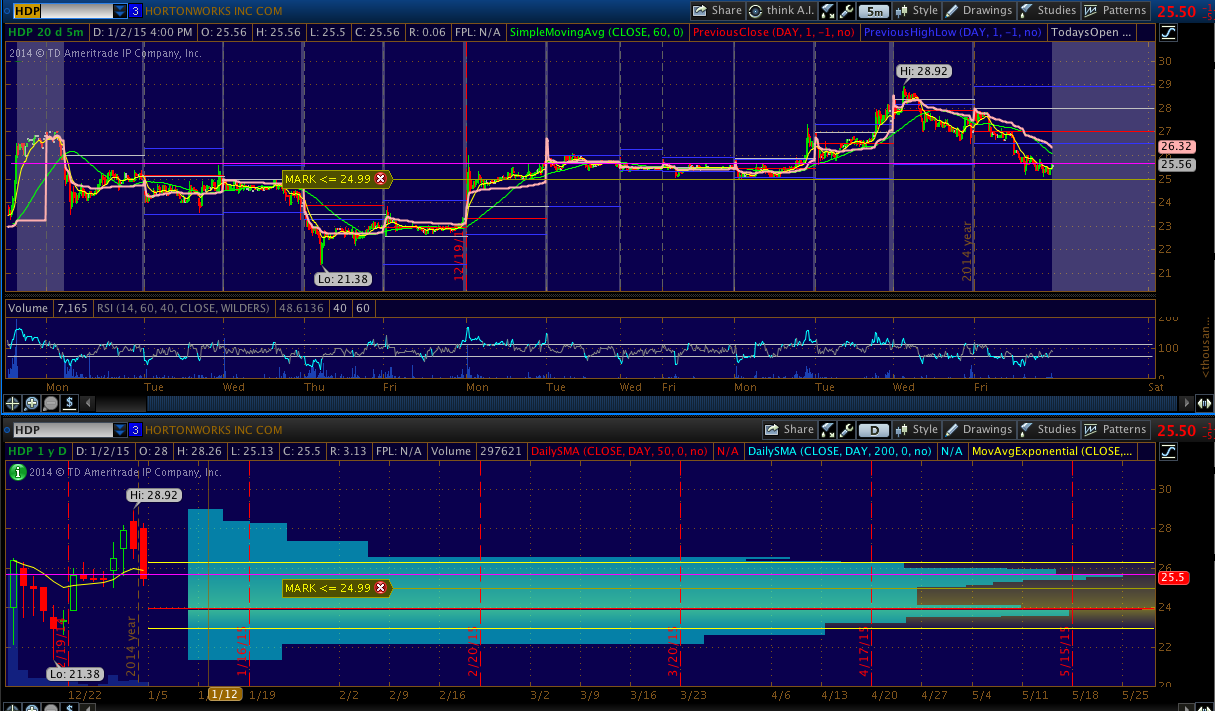 HDP 3 HORTONWORKS INC COM Share think A.I. 5m Style Drawings Studies Patterns 25.50
HDP 20 d 5m D: 1/2/15 4:00 PM O: 25.56 H: 25.56 L: 25.5 C: 25.56 R: 0.06 FPL: N/A SimpleMovingAvg (CLOSE, 60, 0) PreviousClose (DAY, 1, -1, no) PreviousHighLow (DAY, 1, -1, no) TodaysOpen ...
2014 © TD Ameritrade IP Company, Inc.
30
Hi: 28.92
29
28
27
26.32
25.56
MARK <= 24.99
25
24
23
22
12/19/1
2014 year
Lo: 21.38
21
Volume 7,165 RSI (14, 60, 40, CLOSE, WILDERS) 48.6136 40 60
200
100
0
<thousan...
Mon Tue Wed Thu Fri Mon Tue Wed Fri Mon Tue Wed Fri Sat
$
HDP 3 HORTONWORKS INC COM Share D Style Drawings Studies Patterns 25.50
HDP 1 y D D: 1/2/15 O: 28 H: 28.26 L: 25.13 C: 25.5 R: 3.13 FPL: N/A Volume 297621 DailySMA (CLOSE, DAY, 50, 0, no) N/A DailySMA (CLOSE, DAY, 200, 0, no) N/A MovAvgExponential (CLOSE,...
2014 © TD Ameritrade IP Company, Inc.
Hi: 28.92
30
28
26
25.5
MARK <= 24.99
24
22
2014 year
2/19/1
1/16/15
2/20/15
3/20/15
4/17/15
5/15/15
Lo: 21.38
20
12/22 1/5 1/12 1/19 2/2 2/9 2/16 3/2 3/9 3/16 3/23 4/6 4/13 4/20 4/27 5/4 5/11 5/18 5/25
$